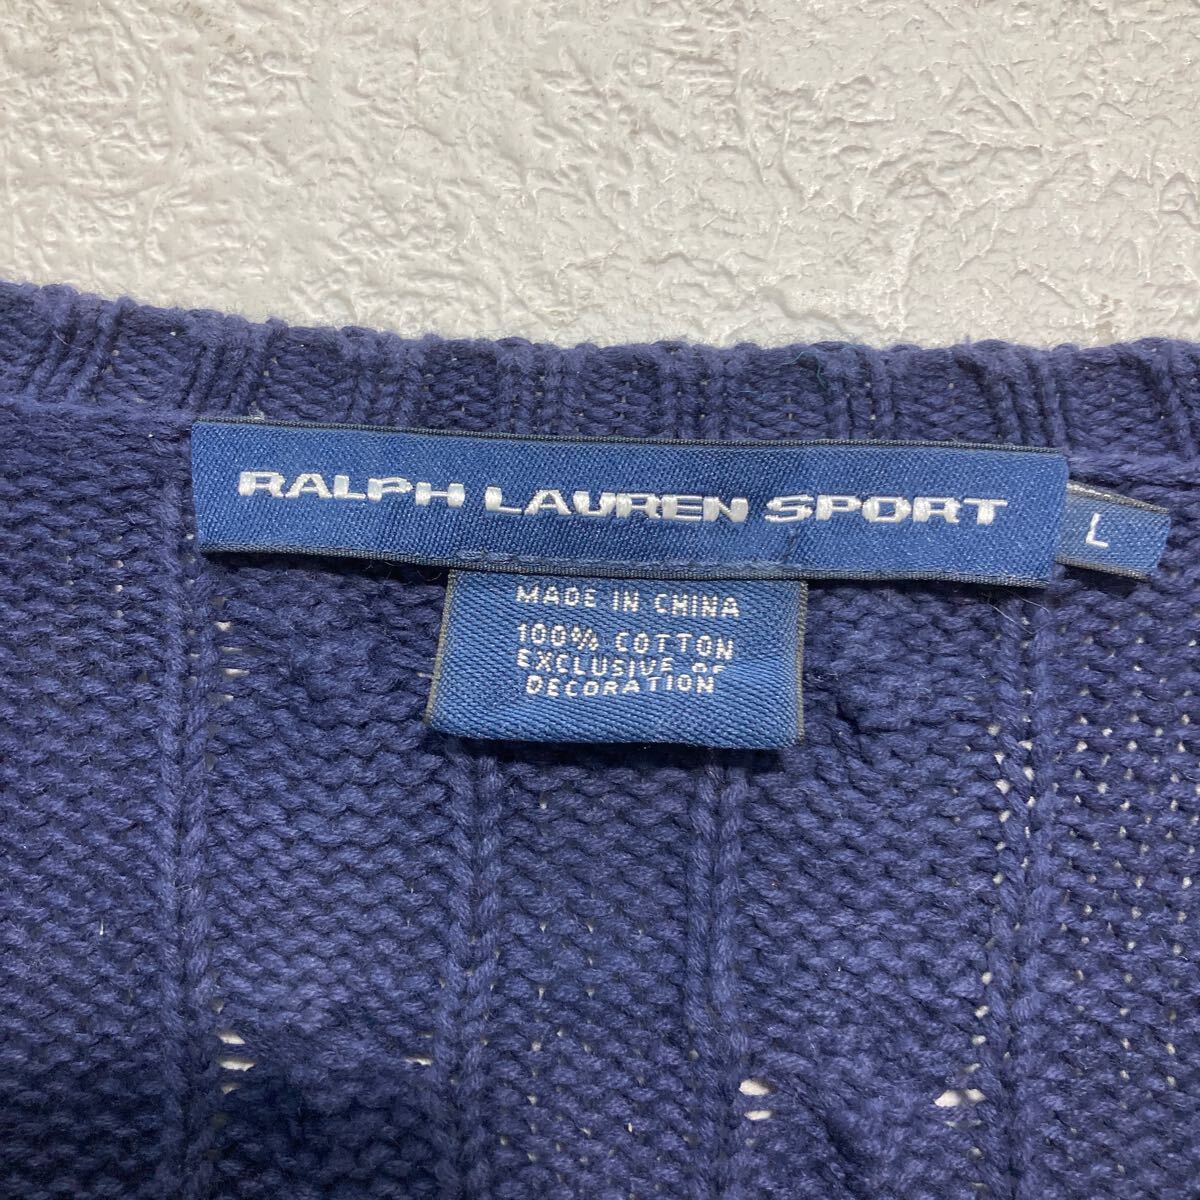 RALPH LAUREN SPORT
L
MADE IN CHINA
100% COTTON
EXCLUSIVE OF
DECORATION